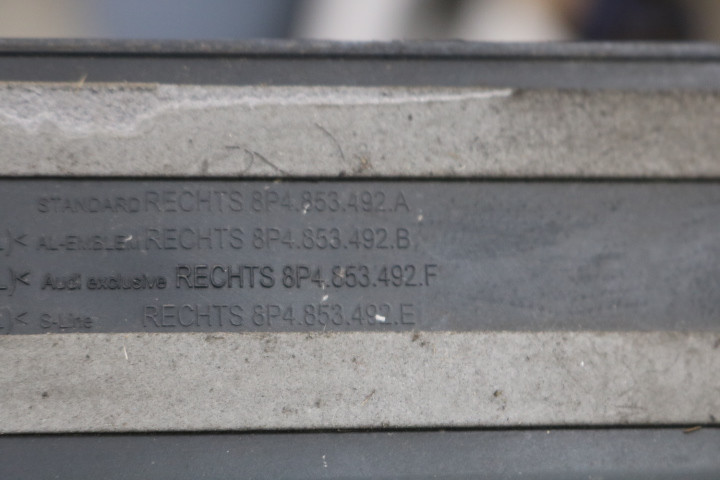 STANDARD RECHTS 8P4.853.492.A
)< AL-EMBLEM RECHTS 8P4.853.492.B
L)< Audi exclusive RECHTS 8P4.853.492.F
)< S-Line RECHTS 8P4.853.492.E